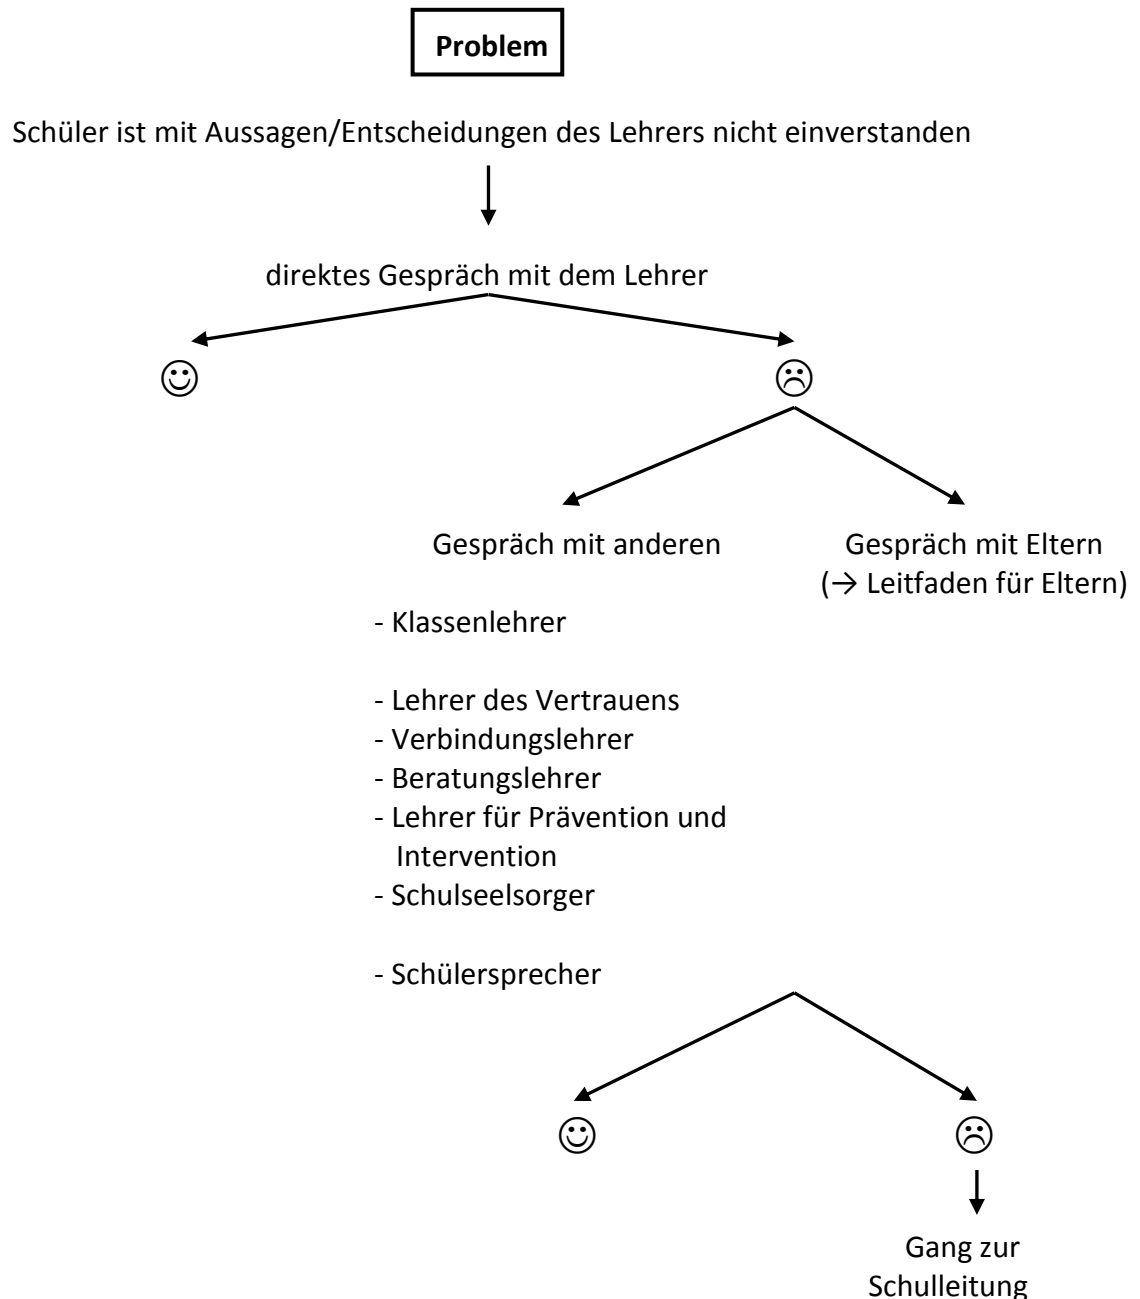 Problem
Schüler ist mit Aussagen/Entscheidungen des Lehrers nicht einverstanden
direktes Gespräch mit dem Lehrer
Gespräch mit anderen
- Klassenlehrer
- Lehrer des Vertrauens
- Verbindungslehrer
- Beratungslehrer
- Lehrer für Prävention und
Intervention
- Schulseelsorger
- Schülersprecher
Gespräch mit Eltern
(→ Leitfaden für Eltern)
Gang zur
Schulleitung